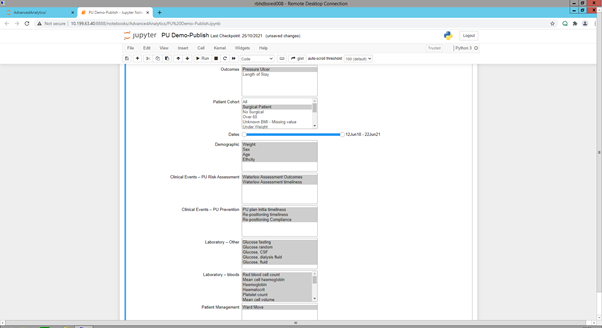 rbhdbsred008 - Remote Desktop Connection
AdvancedAnalytics/
PU Demo-Publish - Jupyter Note
Not secure
10.199.63.40:8888/notebooks/AdvancedAnalytics/PU%20Demo-Publish.ipynb
jupyter PU Demo-Publish Last Checkpoint: 25/10/2021 (unsaved changes)
Logout
File Edit View Insert Cell Kernel Widgets Help
Trusted
Python 3
Run
Code
gist
auto-scroll threshold
100 (default)
Outcomes
Pressure Ulcer
Length of Stay
Patient Cohort
All
Surgical Patient
No Surgical
Over 60
Unknown BMI - Missing value
Under Weight
Dates
12Jun18 - 22Jun21
Demographic
Weight
Sex
Age
Ethcity
Clinical Events – PU Risk Assessment
Waterlow Assessment Outcomes
Waterlow Assessment timeliness
Clinical Events – PU Prevention
PU plan initia timeliness
Re-positioning timeliness
Re-positioning Compliance
Laboratory – Other
Glucose fasting
Glucose random
Glucose, CSF
Glucose, dialysis fluid
Glucose, fluid
Laboratory – bloods
Red blood cell count
Mean cell haemoglobin
Haemoglobin
Haematocrit
Platelet count
Mean cell volume
Patient Management
Ward Move